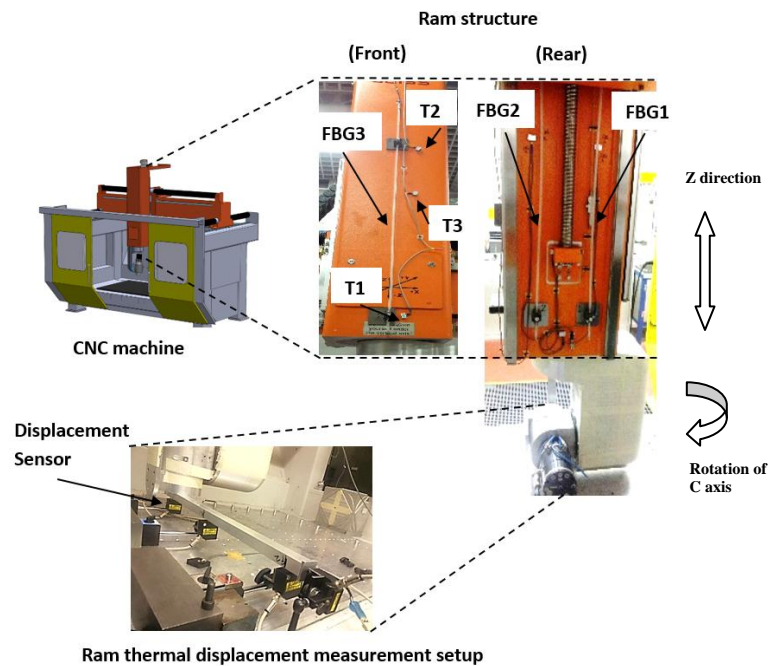 Ram structure
(Front) (Rear)
T2
FBG3
FBG2
FBG1
T3
T1
Z direction
CNC machine
Displacement
Sensor
Rotation of
C axis
Ram thermal displacement measurement setup